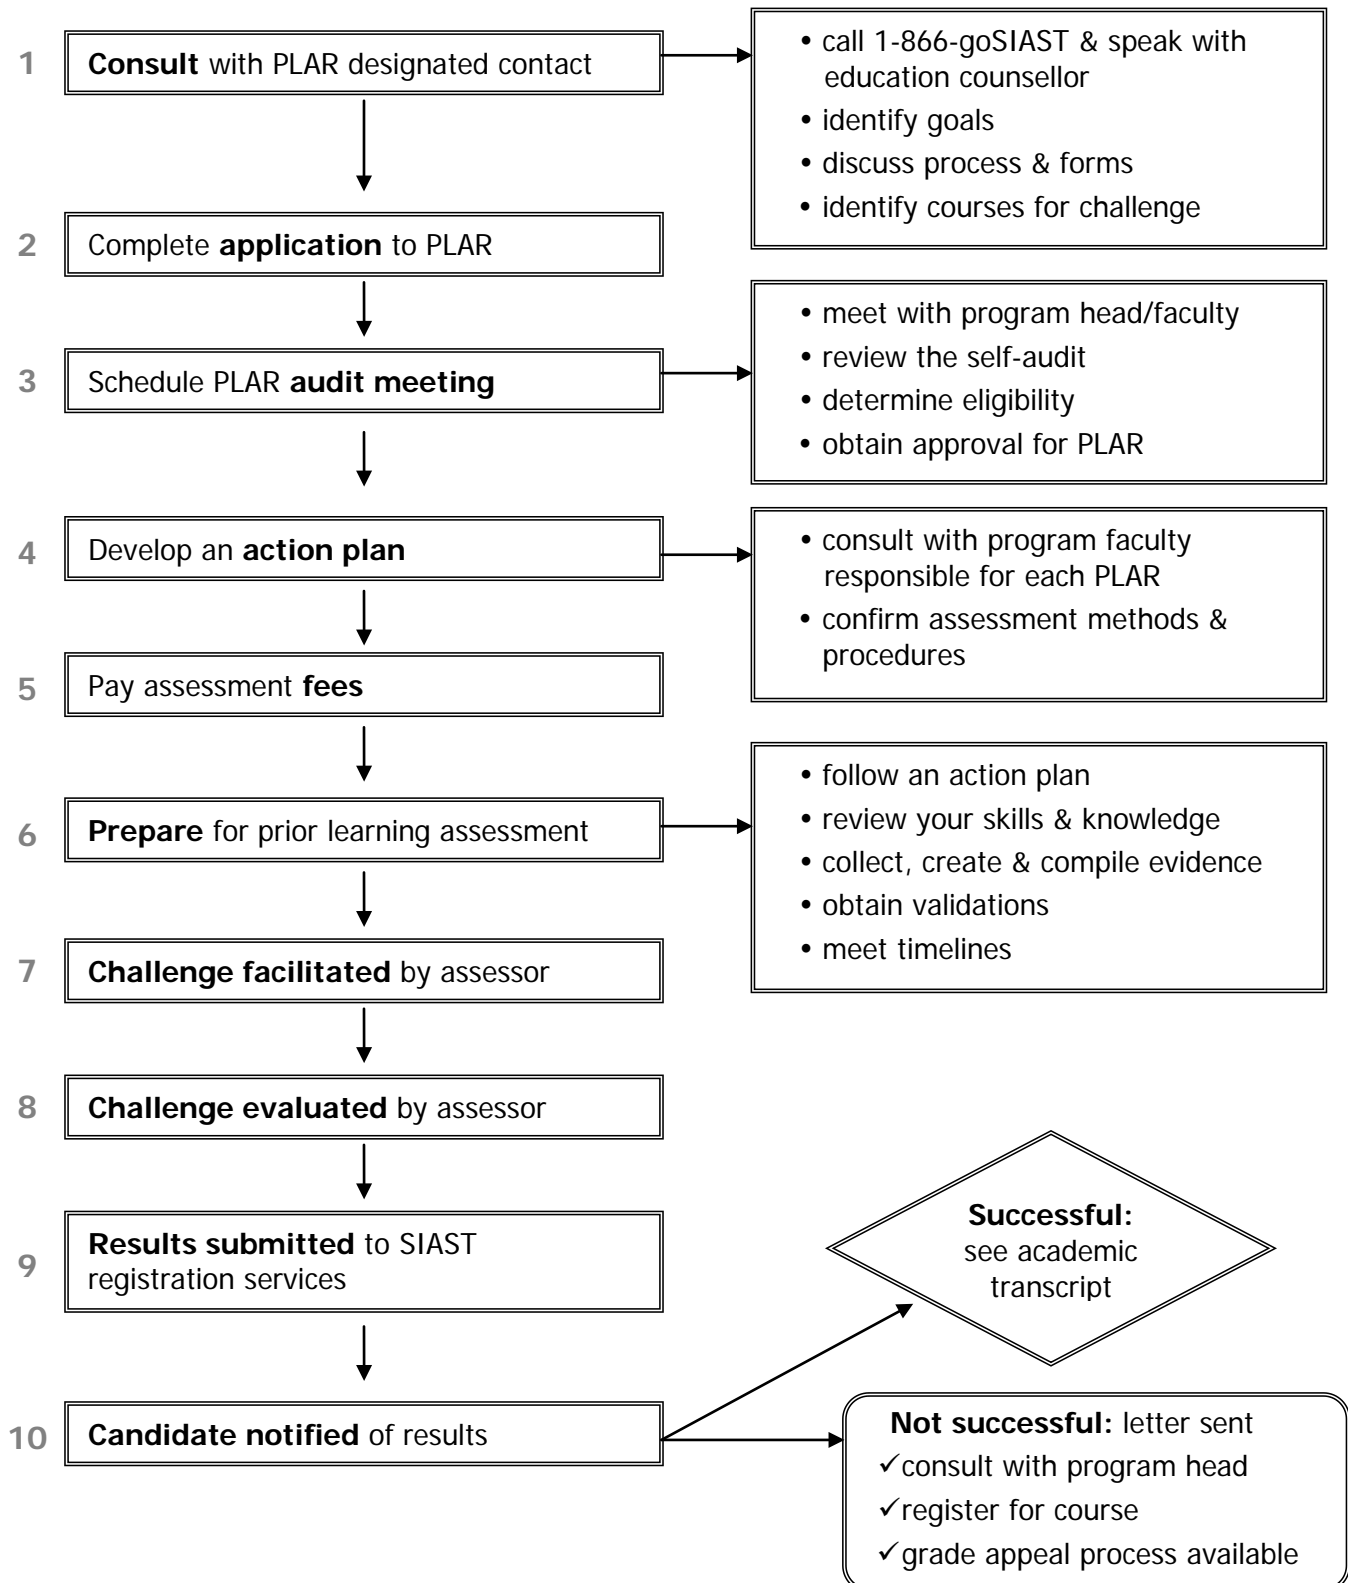 1
Consult with PLAR designated contact
• call 1-866-goSIAST & speak with
education counsellor
• identify goals
• discuss process & forms
• identify courses for challenge
2
Complete application to PLAR
3
Schedule PLAR audit meeting
• meet with program head/faculty
• review the self-audit
• determine eligibility
• obtain approval for PLAR
4
Develop an action plan
• consult with program faculty
responsible for each PLAR
• confirm assessment methods &
procedures
5
Pay assessment fees
6
Prepare for prior learning assessment
• follow an action plan
• review your skills & knowledge
• collect, create & compile evidence
• obtain validations
• meet timelines
7
Challenge facilitated by assessor
8
Challenge evaluated by assessor
9
Results submitted to SIAST
registration services
10
Candidate notified of results
Successful:
see academic
transcript
Not successful: letter sent
✓consult with program head
✓register for course
✓grade appeal process available